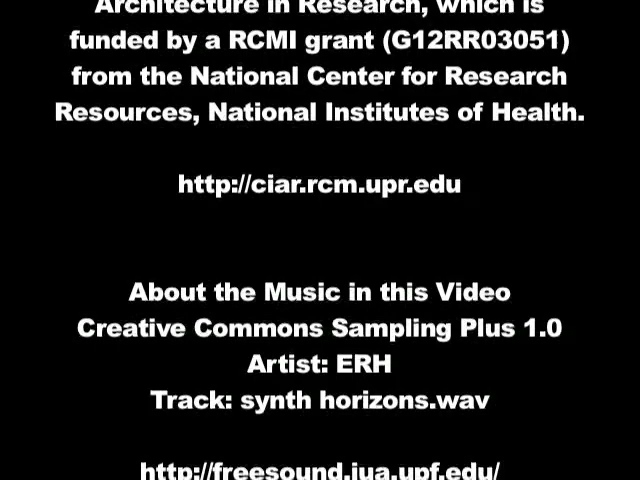 Architecture in Research, which is
funded by a RCMI grant (G12RR03051)
from the National Center for Research
Resources, National Institutes of Health.
http://ciar.rcm.upr.edu
About the Music in this Video
Creative Commons Sampling Plus 1.0
Artist: ERH
Track: synth horizons.wav
http://freesound.iua.upf.edu/